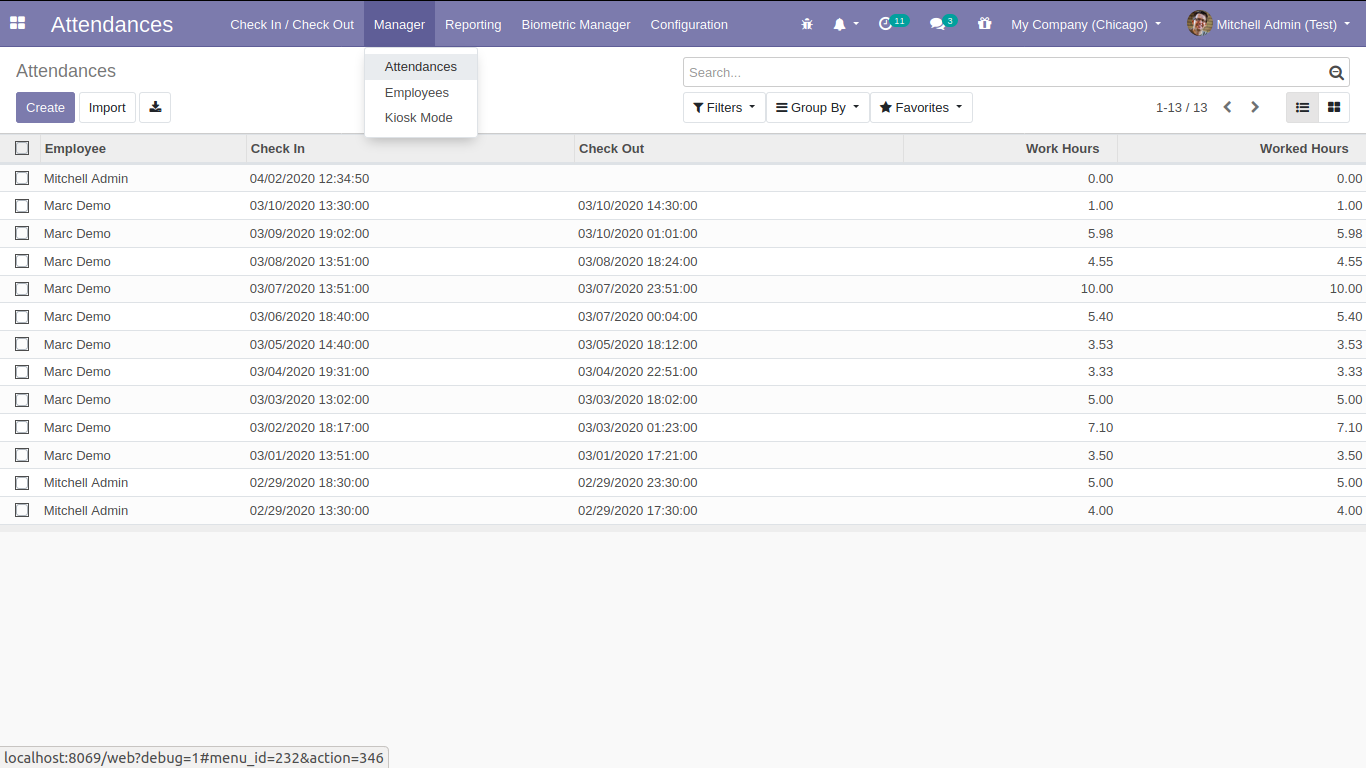 Attendances Check In / Check Out Manager Reporting Biometric Manager Configuration 11 3 My Company (Chicago) Mitchell Admin (Test)
Attendances
Employees
Kiosk Mode
Attendances Search...
Create Import Filters Group By Favorites 1-13 / 13
Employee Check In Check Out Work Hours Worked Hours
Mitchell Admin 04/02/2020 12:34:50 0.00 0.00
Marc Demo 03/10/2020 13:30:00 03/10/2020 14:30:00 1.00 1.00
Marc Demo 03/09/2020 19:02:00 03/10/2020 01:01:00 5.98 5.98
Marc Demo 03/08/2020 13:51:00 03/08/2020 18:24:00 4.55 4.55
Marc Demo 03/07/2020 13:51:00 03/07/2020 23:51:00 10.00 10.00
Marc Demo 03/06/2020 18:40:00 03/07/2020 00:04:00 5.40 5.40
Marc Demo 03/05/2020 14:40:00 03/05/2020 18:12:00 3.53 3.53
Marc Demo 03/04/2020 19:31:00 03/04/2020 22:51:00 3.33 3.33
Marc Demo 03/03/2020 13:02:00 03/03/2020 18:02:00 5.00 5.00
Marc Demo 03/02/2020 18:17:00 03/03/2020 01:23:00 7.10 7.10
Marc Demo 03/01/2020 13:51:00 03/01/2020 17:21:00 3.50 3.50
Mitchell Admin 02/29/2020 18:30:00 02/29/2020 23:30:00 5.00 5.00
Mitchell Admin 02/29/2020 13:30:00 02/29/2020 17:30:00 4.00 4.00
localhost:8069/web?debug=1#menu_id=232&action=346